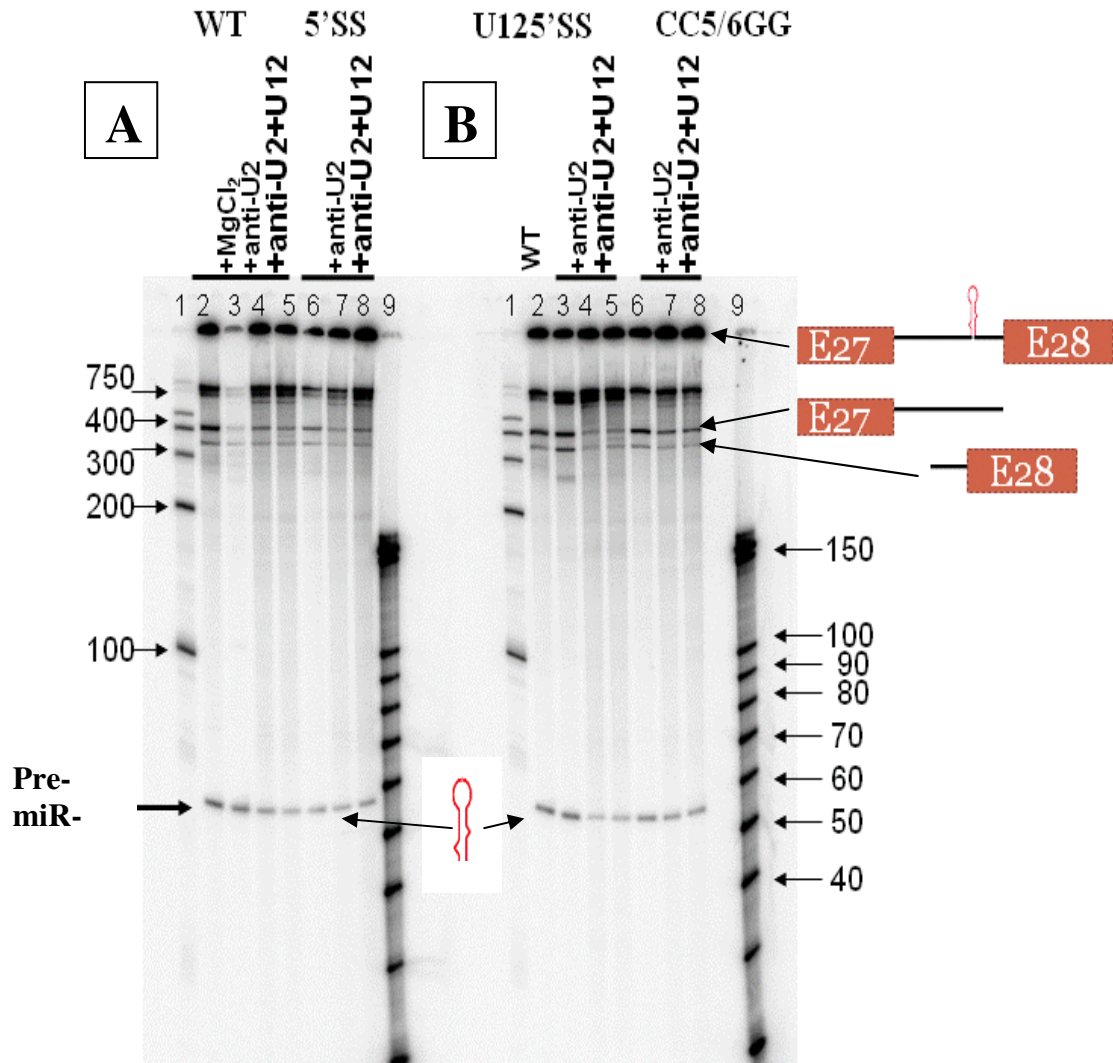 WT 5'SS U125'SS CC5/6GG
A
+MgCl2
+anti-U2
+anti-U2+U12
+anti-U2
+anti-U2+U12
B
WT
+anti-U2
+anti-U2+U12
+anti-U2
+anti-U2+U12
1 2 3 4 5 6 7 8 9
1 2 3 4 5 6 7 8 9
E27 E28
750
400
E27
300
E28
200
150
100
100
90
80
70
60
50
40
Pre-
miR-